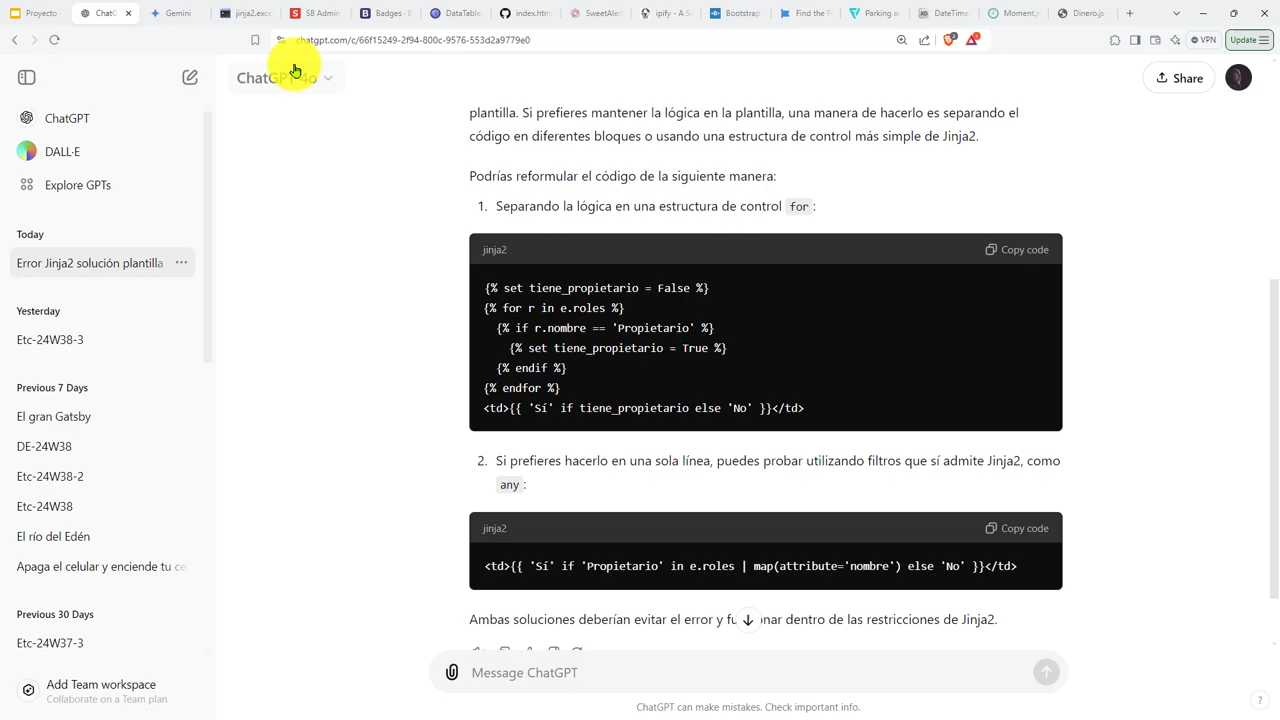 Proyecto
ChatG
Gemini
jinja2.exce
SB Admin
Badges - B
DataTable
index.htm
SweetAler
ipify - A S
Bootstrap
Find the P
Parking a
DateTime
Moment.j
Dinero.js
chatgpt.com/c/66f15249-2f94-800c-9576-553d2a9779e0
VPN
Update
ChatGPT 4o
Share
ChatGPT
DALL·E
Explore GPTs
Today
Error Jinja2 solución plantilla
Yesterday
Etc-24W38-3
Previous 7 Days
El gran Gatsby
DE-24W38
Etc-24W38-2
Etc-24W38
El río del Edén
Apaga el celular y enciende tu ce
Previous 30 Days
Etc-24W37-3
Add Team workspace
Collaborate on a Team plan
plantilla. Si prefieres mantener la lógica en la plantilla, una manera de hacerlo es separando el
código en diferentes bloques o usando una estructura de control más simple de Jinja2.
Podrías reformular el código de la siguiente manera:
1. Separando la lógica en una estructura de control for :
jinja2
Copy code
{% set tiene_propietario = False %}
{% for r in e.roles %}
{% if r.nombre == 'Propietario' %}
{% set tiene_propietario = True %}
{% endif %}
{% endfor %}
<td>{{ 'Sí' if tiene_propietario else 'No' }}</td>
2. Si prefieres hacerlo en una sola línea, puedes probar utilizando filtros que sí admite Jinja2, como
any :
jinja2
Copy code
<td>{{ 'Sí' if 'Propietario' in e.roles | map(attribute='nombre') else 'No' }}</td>
Ambas soluciones deberían evitar el error y fu onar dentro de las restricciones de Jinja2.
Message ChatGPT
ChatGPT can make mistakes. Check important info.
?